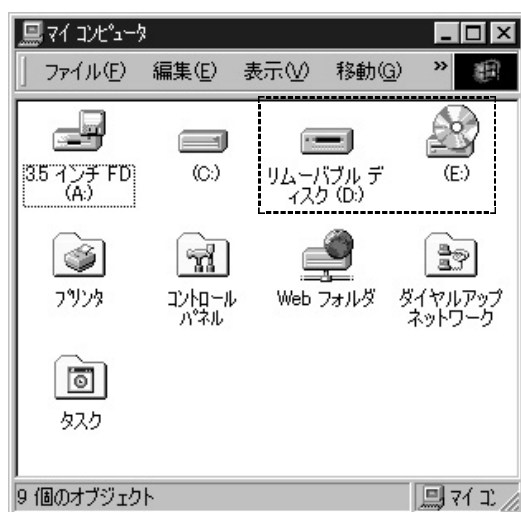 マイ コンピュータ
ファイル(F) 編集(E) 表示(V) 移動(G) »
3.5 インチ FD
(A:)
(C:)
リムーバブル デ
ィスク (D:)
(E:)
プリンタ
コントロール
パネル
Web フォルダ
ダイヤルアップ
ネットワーク
タスク
9 個のオブジェクト
マイ コ